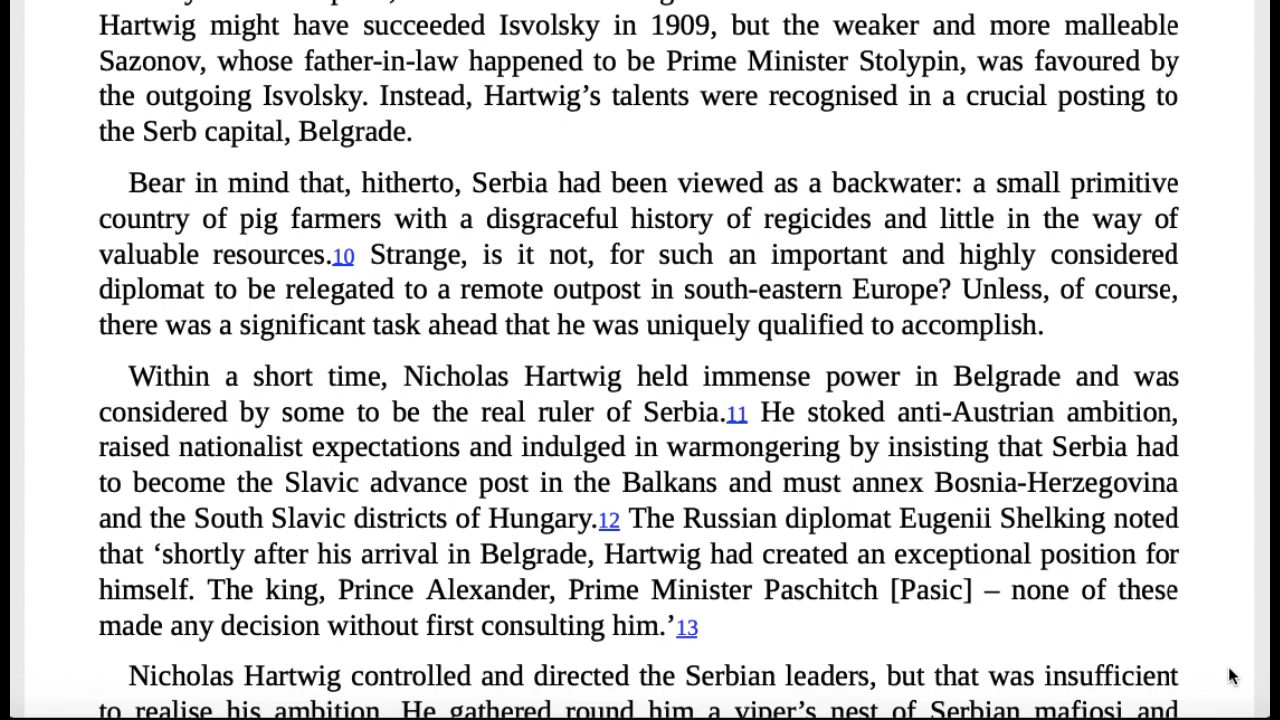 Hartwig might have succeeded Isvolsky in 1909, but the weaker and more malleable
Sazonov, whose father-in-law happened to be Prime Minister Stolypin, was favoured by
the outgoing Isvolsky. Instead, Hartwig’s talents were recognised in a crucial posting to
the Serb capital, Belgrade.
Bear in mind that, hitherto, Serbia had been viewed as a backwater: a small primitive
country of pig farmers with a disgraceful history of regicides and little in the way of
valuable resources.10 Strange, is it not, for such an important and highly considered
diplomat to be relegated to a remote outpost in south-eastern Europe? Unless, of course,
there was a significant task ahead that he was uniquely qualified to accomplish.
Within a short time, Nicholas Hartwig held immense power in Belgrade and was
considered by some to be the real ruler of Serbia.11 He stoked anti-Austrian ambition,
raised nationalist expectations and indulged in warmongering by insisting that Serbia had
to become the Slavic advance post in the Balkans and must annex Bosnia-Herzegovina
and the South Slavic districts of Hungary.12 The Russian diplomat Eugenii Shelking noted
that ‘shortly after his arrival in Belgrade, Hartwig had created an exceptional position for
himself. The king, Prince Alexander, Prime Minister Paschitch [Pasic] – none of these
made any decision without first consulting him.’13
Nicholas Hartwig controlled and directed the Serbian leaders, but that was insufficient
to realise his ambition. He gathered round him a viper’s nest of Serbian mafiosi and